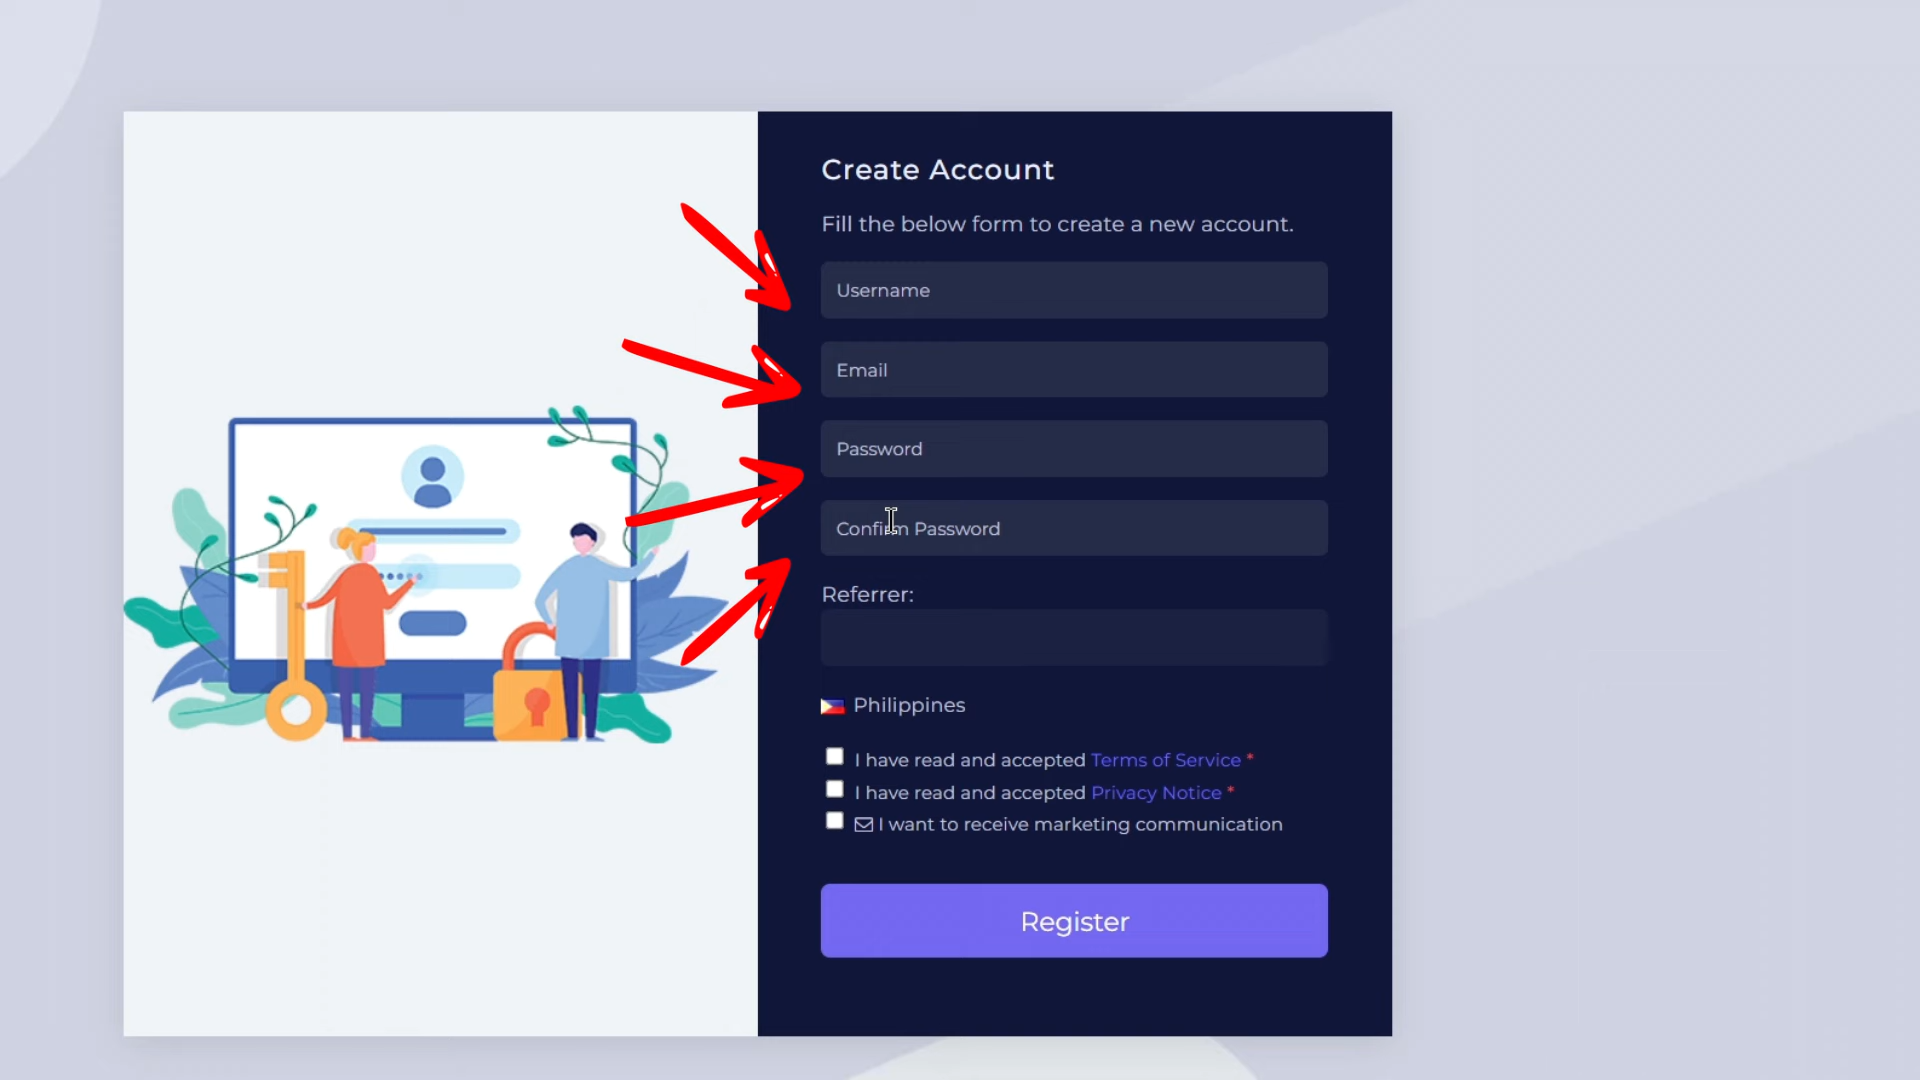 Create Account
Fill the below form to create a new account.
Username
Email
Password
Confirm Password
Referrer:
Philippines
I have read and accepted Terms of Service *
I have read and accepted Privacy Notice *
I want to receive marketing communication
Register